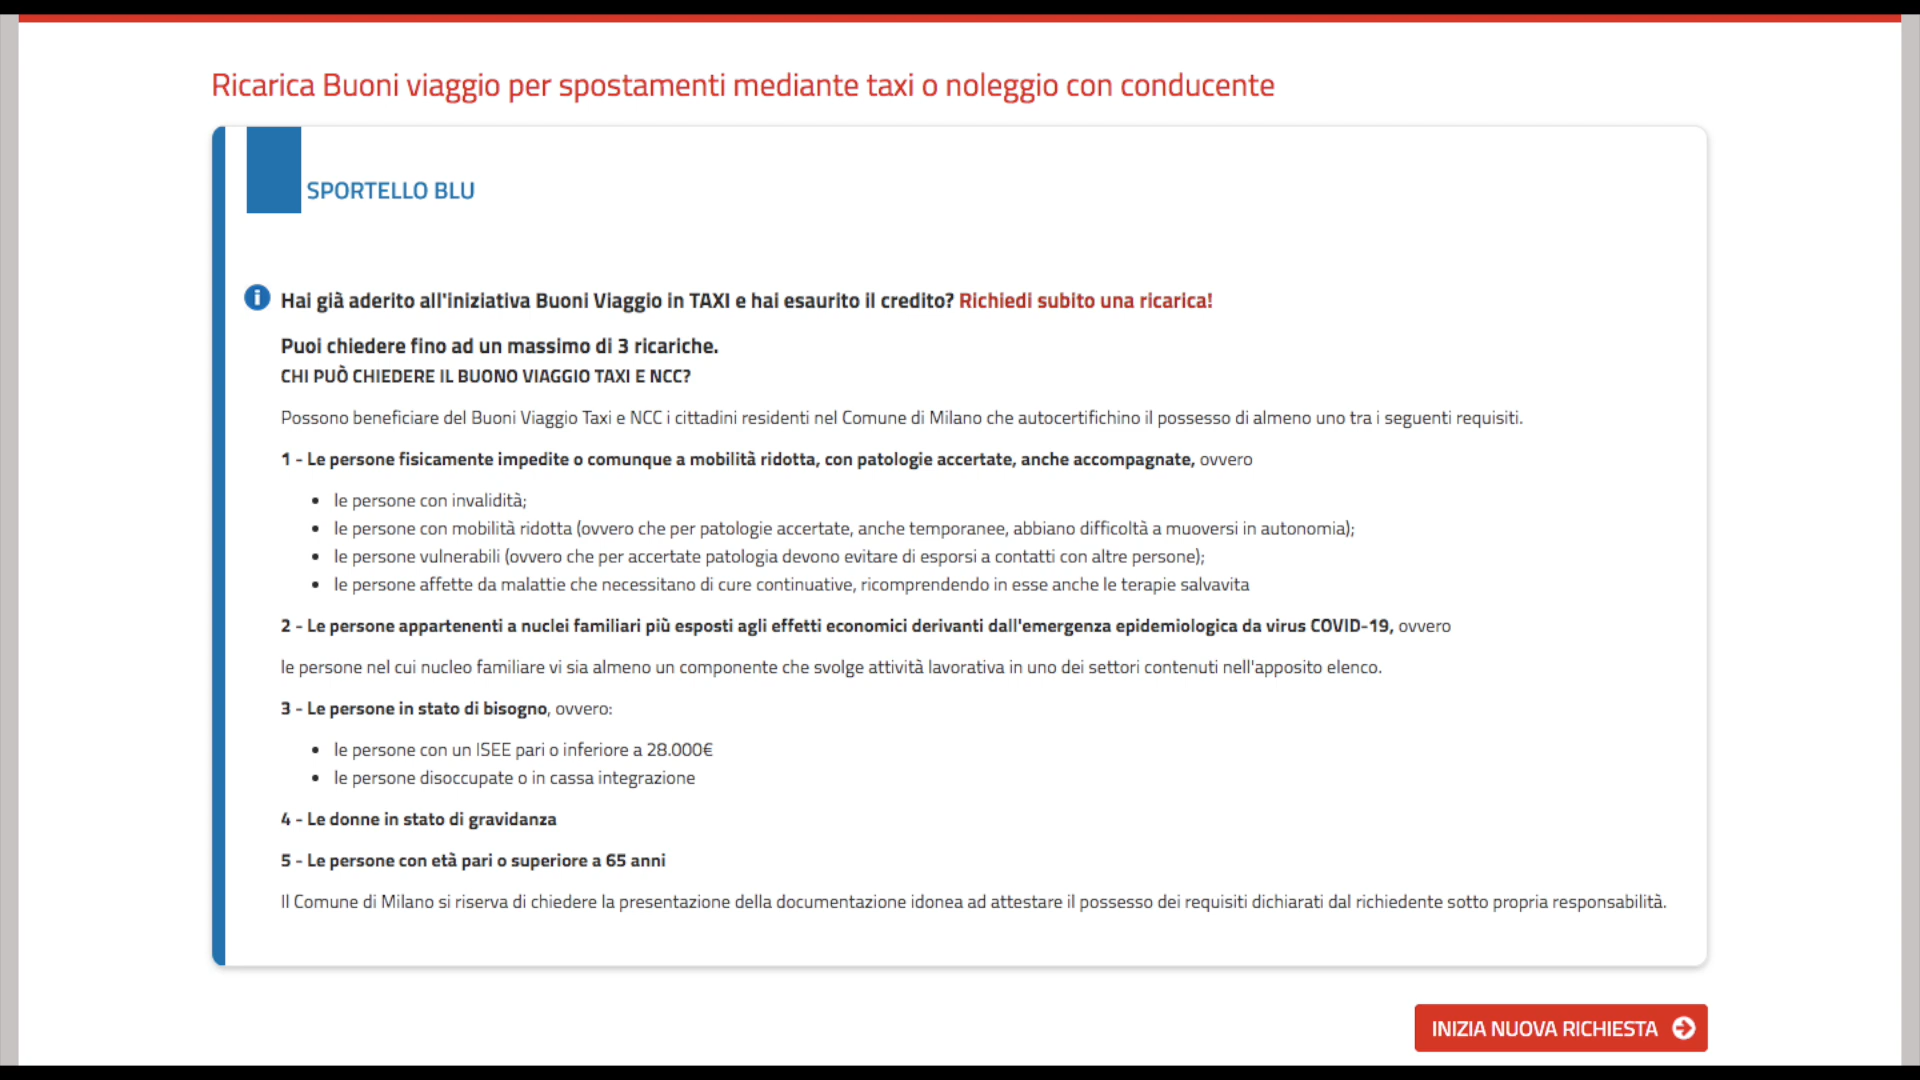 Ricarica Buoni viaggio per spostamenti mediante taxi o noleggio con conducente
SPORTELLO BLU
Hai già aderito all'iniziativa Buoni Viaggio in TAXI e hai esaurito il credito? Richiedi subito una ricarica!
Puoi chiedere fino ad un massimo di 3 ricariche.
CHI PUÒ CHIEDERE IL BUONO VIAGGIO TAXI E NCC?
Possono beneficiare del Buoni Viaggio Taxi e NCC i cittadini residenti nel Comune di Milano che autocertifichino il possesso di almeno uno tra i seguenti requisiti.
1 - Le persone fisicamente impedite o comunque a mobilità ridotta, con patologie accertate, anche accompagnate, ovvero
• le persone con invalidità;
• le persone con mobilità ridotta (ovvero che per patologie accertate, anche temporanee, abbiano difficoltà a muoversi in autonomia);
• le persone vulnerabili (ovvero che per accertate patologia devono evitare di esporsi a contatti con altre persone);
• le persone affette da malattie che necessitano di cure continuative, ricomprendendo in esse anche le terapie salvavita
2 - Le persone appartenenti a nuclei familiari più esposti agli effetti economici derivanti dall'emergenza epidemiologica da virus COVID-19, ovvero
le persone nel cui nucleo familiare vi sia almeno un componente che svolge attività lavorativa in uno dei settori contenuti nell'apposito elenco.
3 - Le persone in stato di bisogno, ovvero:
• le persone con un ISEE pari o inferiore a 28.000€
• le persone disoccupate o in cassa integrazione
4 - Le donne in stato di gravidanza
5 - Le persone con età pari o superiore a 65 anni
Il Comune di Milano si riserva di chiedere la presentazione della documentazione idonea ad attestare il possesso dei requisiti dichiarati dal richiedente sotto propria responsabilità.
INIZIA NUOVA RICHIESTA